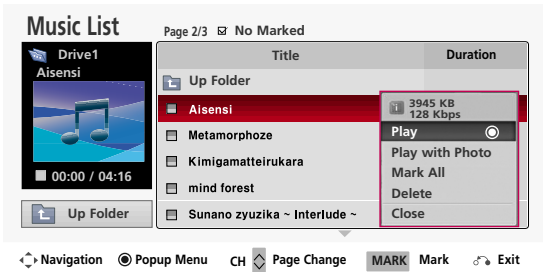 Music List
Page 2/3 No Marked
Drive1
Aisensi
00:00 / 04:16
Up Folder
Title Duration
Up Folder
Aisensi
Metamorphoze
Kimigamatteirukara
mind forest
Sunano zyuzika ~ Interlude ~
3945 KB
128 Kbps
Play
Play with Photo
Mark All
Delete
Close
Navigation Popup Menu CH Page Change MARK Mark Exit